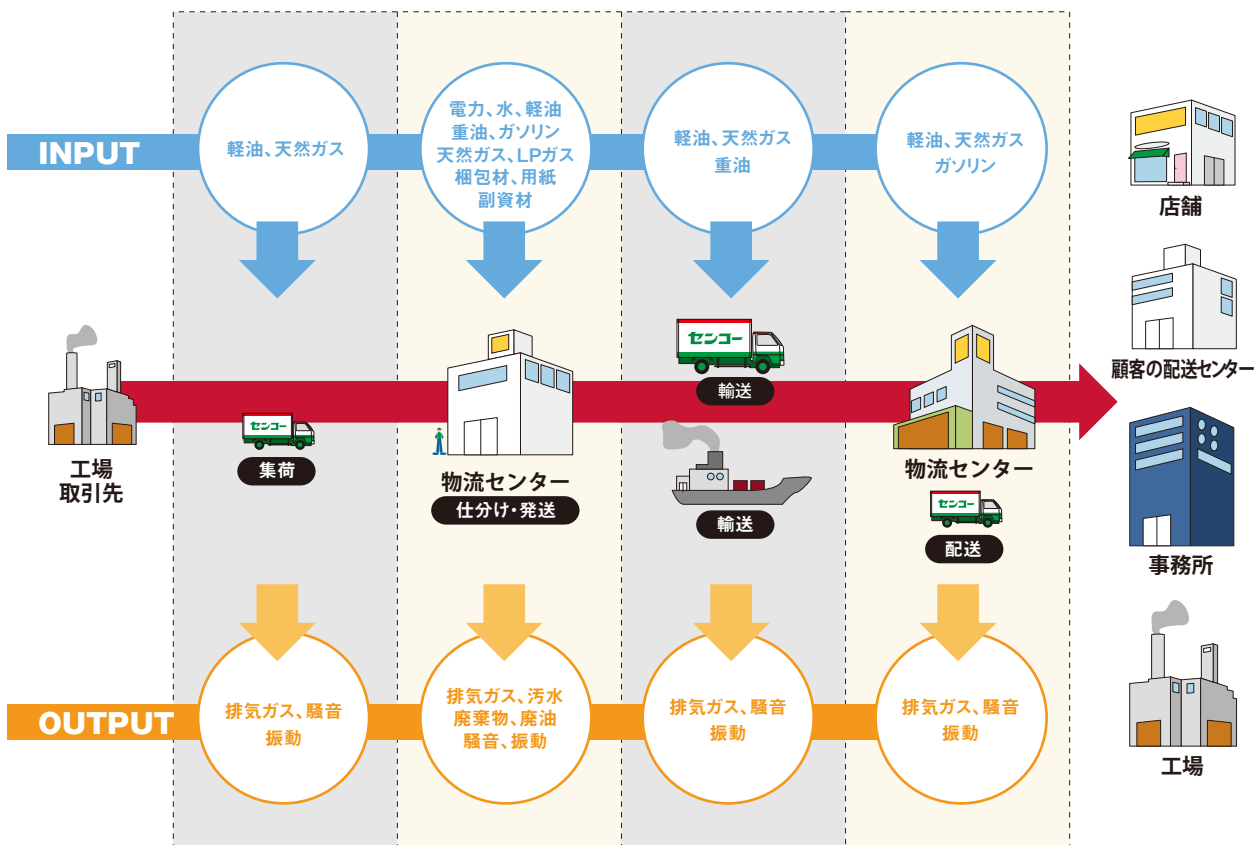 INPUT
軽油、天然ガス
電力、水、軽油
重油、ガソリン
天然ガス、LPガス
梱包材、用紙
副資材
軽油、天然ガス
重油
軽油、天然ガス
ガソリン
店舗
顧客の配送センター
事務所
工場
工場
取引先
センコー
集荷
物流センター
仕分け・発送
センコー
輸送
輸送
物流センター
センコー
配送
OUTPUT
排気ガス、騒音
振動
排気ガス、汚水
廃棄物、廃油
騒音、振動
排気ガス、騒音
振動
排気ガス、騒音
振動